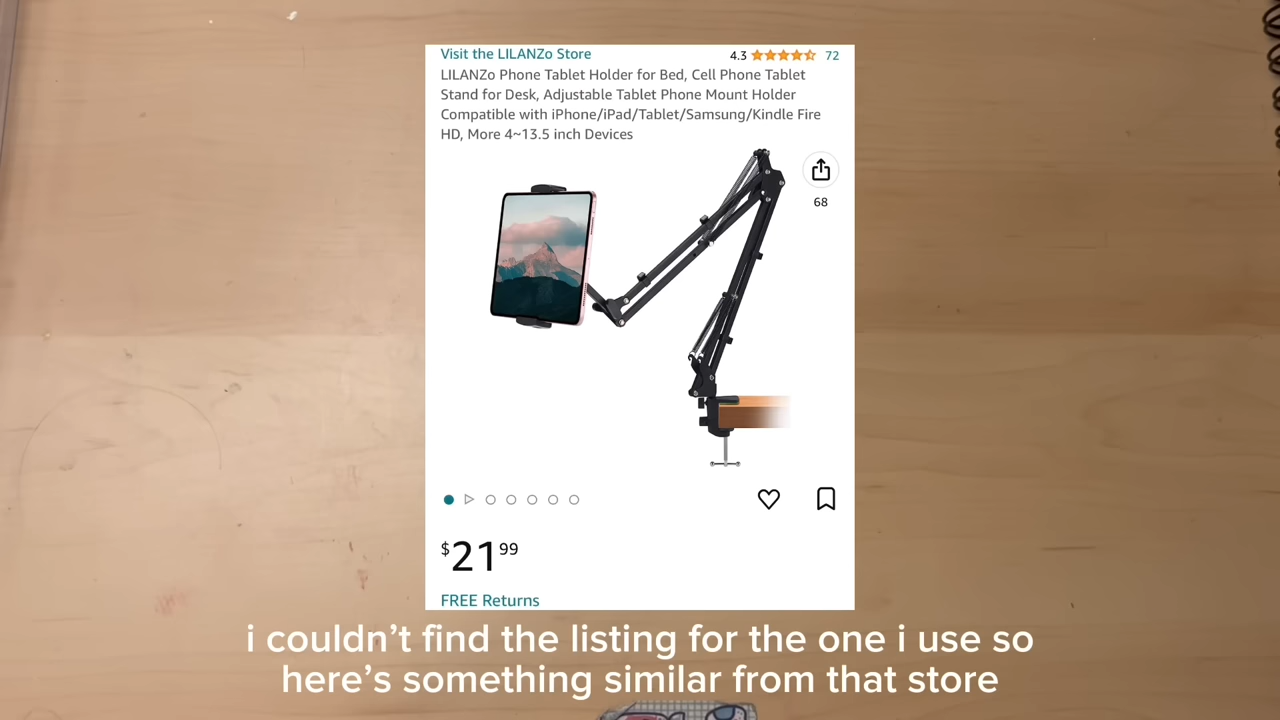 Visit the LILANZo Store
4.3 72
LILANZo Phone Tablet Holder for Bed, Cell Phone Tablet
Stand for Desk, Adjustable Tablet Phone Mount Holder
Compatible with iPhone/iPad/Tablet/Samsung/Kindle Fire
HD, More 4~13.5 inch Devices
68
$21 99
FREE Returns
i couldn’t find the listing for the one i use so
here’s something similar from that store